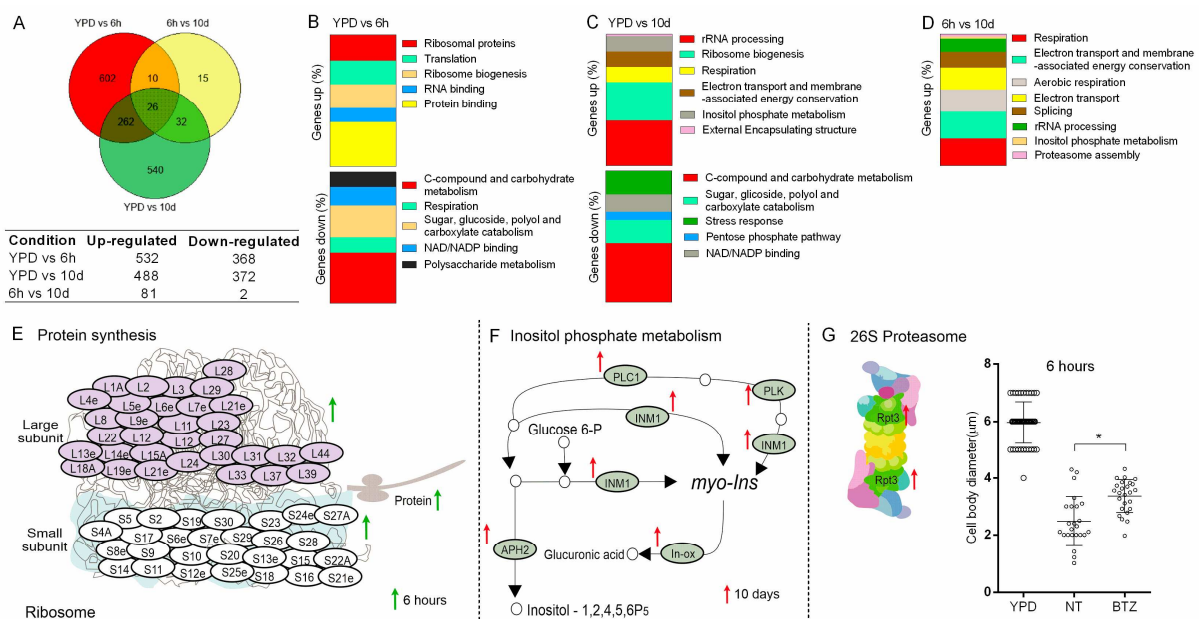 A
YPD vs 6h
6h vs 10d
602
10
15
26
262
32
540
YPD vs 10d
Condition Up-regulated Down-regulated
YPD vs 6h 532 368
YPD vs 10d 488 372
6h vs 10d 81 2
B
YPD vs 6h
Genes up (%)
Ribosomal proteins
Translation
Ribosome biogenesis
RNA binding
Protein binding
Genes down (%)
C-compound and carbohydrate
metabolism
Respiration
Sugar, glucoside, polyol and
carboxylate catabolism
NAD/NADP binding
Polysaccharide metabolism
C
YPD vs 10d
Genes up (%)
rRNA processing
Ribosome biogenesis
Respiration
Electron transport and membrane
-associated energy conservation
Inositol phosphate metabolism
External Encapsulating structure
Genes down (%)
C-compound and carbohydrate metabolism
Sugar, glicoside, polyol and
carboxylate catabolism
Stress response
Pentose phosphate pathway
NAD/NADP binding
D
6h vs 10d
Genes up (%)
Respiration
Electron transport and membrane
-associated energy conservation
Aerobic respiration
Electron transport
Splicing
rRNA processing
Inositol phosphate metabolism
Proteasome assembly
E Protein synthesis
L28
L1A L2 L3 L29
L4e L5e L6e L7e L21e
L8 L9e L11 L23
L22 L12 L12 L27
L13e L14e L15A L24 L30 L31 L32 L44
L18A L19e L21e L33 L37 L39
Large
subunit
Protein
Small
subunit
S5 S2 S19 S30 S23 S24e S27A
S4A S17 S6e S7e S29 S26 S28
S8e S9 S10 S20 S13e S15 S22A
S14 S11 S12e S25e S18 S16 S21e
6 hours
Ribosome
F Inositol phosphate metabolism
PLC1
PLK
INM1
Glucose 6-P
INM1
INM1
myo-Ins
APH2
Glucuronic acid
In-ox
10 days
Inositol - 1,2,4,5,6P5
G 26S Proteasome
Rpt3
Rpt3
6 hours
Cell body diameter(µm)
8
6
4
2
0
*
YPD NT BTZ